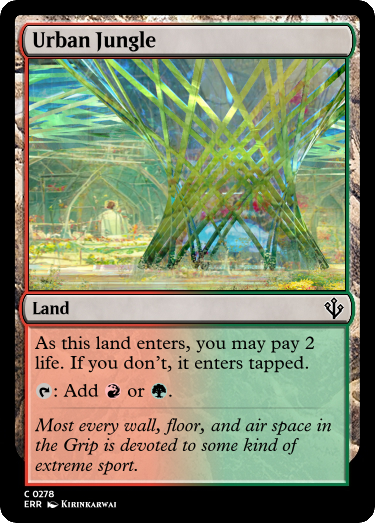 Urban Jungle
Land
As this land enters, you may pay 2
life. If you don't, it enters tapped.
: Add or .
Most every wall, floor, and air space in
the Grip is devoted to some kind of
extreme sport.
C 0278
ERR Kirinkarwai